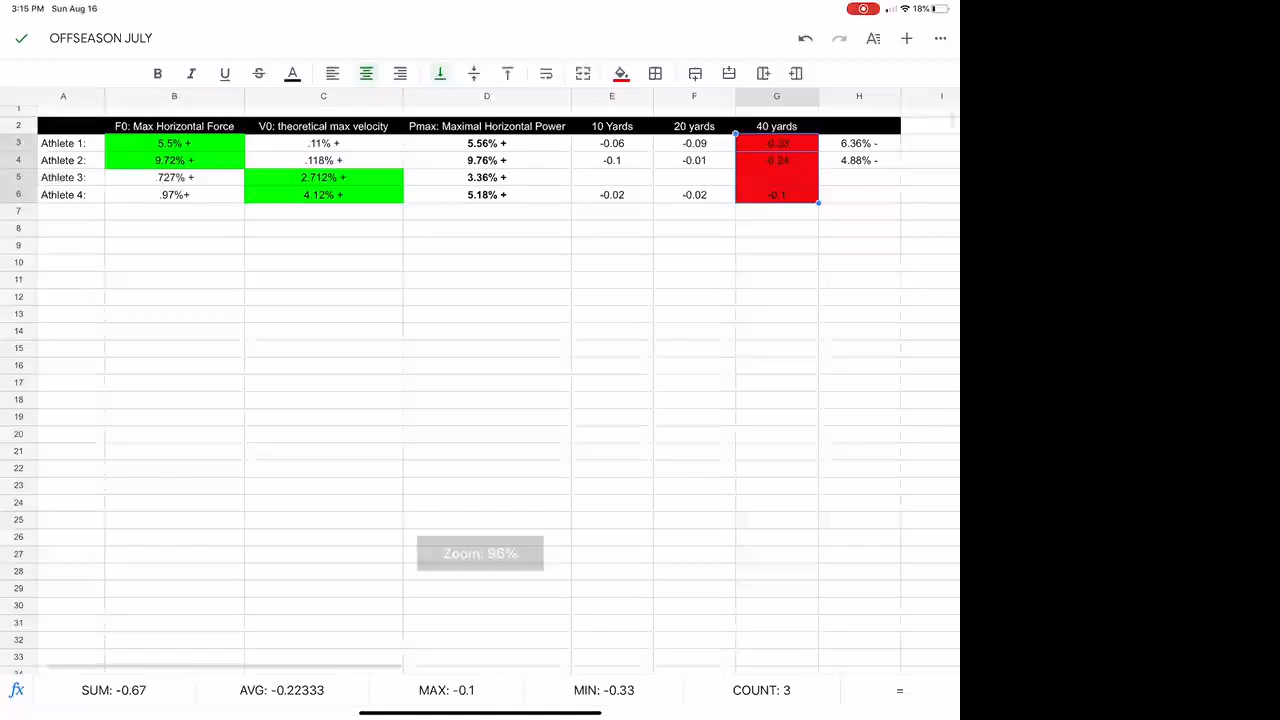 3:15 PM Sun Aug 16 18%
OFFSEASON JULY
B I U S A A
A B C D E F G H I
1
2 F0: Max Horizontal Force V0: theoretical max velocity Pmax: Maximal Horizontal Power 10 Yards 20 yards 40 yards
3 Athlete 1: 5.5% + .11% + 5.56% + -0.06 -0.09 -0.33 6.36% -
4 Athlete 2: 9.72% + .118% + 9.76% + -0.1 -0.01 -0.24 4.88% -
5 Athlete 3: .727% + 2.712% + 3.36% +
6 Athlete 4: .97%+ 4.12% + 5.18% + -0.02 -0.02 -0.1
7
8
9
10
11
12
13
14
15
16
17
18
19
20
21
22
23
24
25
26
27 Zoom: 96%
28
29
30
31
32
33
fx SUM: -0.67 AVG: -0.22333 MAX: -0.1 MIN: -0.33 COUNT: 3 =